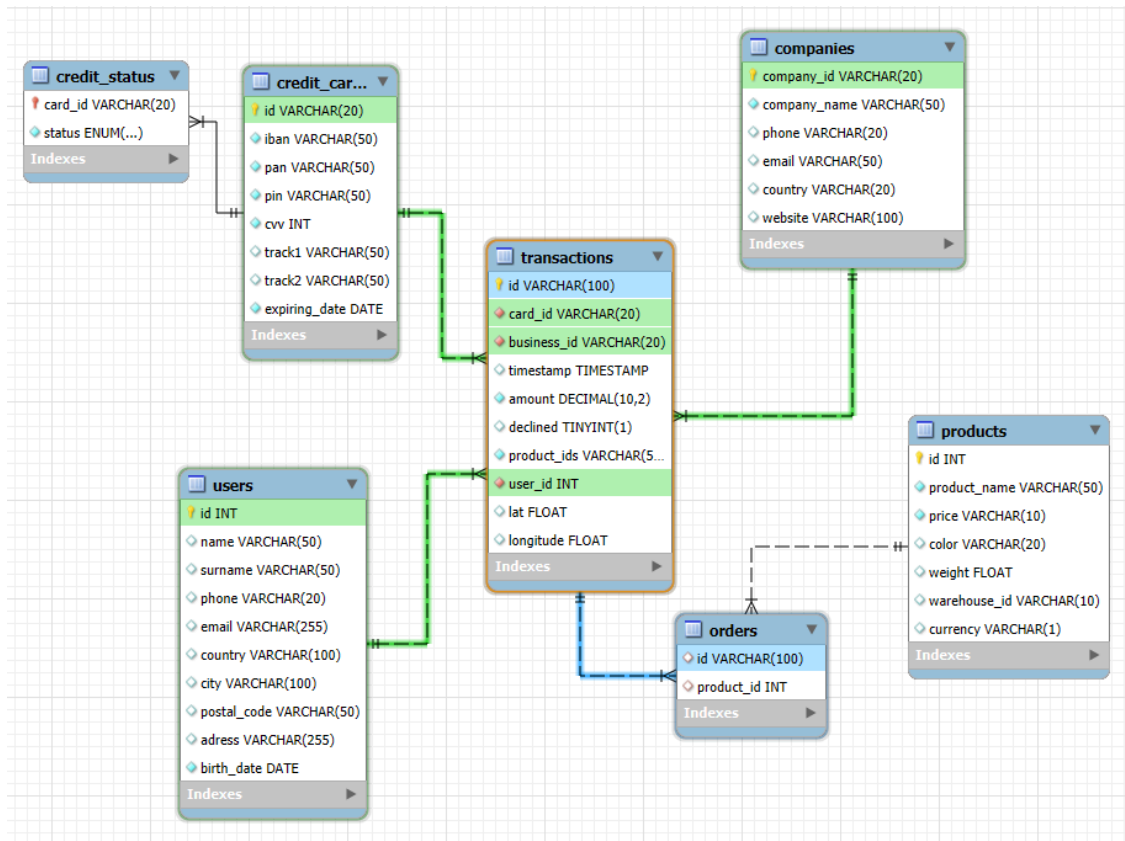 credit_status
card_id VARCHAR(20)
status ENUM(...)
Indexes
credit_car...
id VARCHAR(20)
iban VARCHAR(50)
pan VARCHAR(50)
pin VARCHAR(50)
cvv INT
track1 VARCHAR(50)
track2 VARCHAR(50)
expiring_date DATE
Indexes
companies
company_id VARCHAR(20)
company_name VARCHAR(50)
phone VARCHAR(20)
email VARCHAR(50)
country VARCHAR(20)
website VARCHAR(100)
Indexes
transactions
id VARCHAR(100)
card_id VARCHAR(20)
business_id VARCHAR(20)
timestamp TIMESTAMP
amount DECIMAL(10,2)
declined TINYINT(1)
product_ids VARCHAR(5...
user_id INT
lat FLOAT
longitude FLOAT
Indexes
users
id INT
name VARCHAR(50)
surname VARCHAR(50)
phone VARCHAR(20)
email VARCHAR(255)
country VARCHAR(100)
city VARCHAR(100)
postal_code VARCHAR(50)
adress VARCHAR(255)
birth_date DATE
Indexes
products
id INT
product_name VARCHAR(50)
price VARCHAR(10)
color VARCHAR(20)
weight FLOAT
warehouse_id VARCHAR(10)
currency VARCHAR(1)
Indexes
orders
id VARCHAR(100)
product_id INT
Indexes